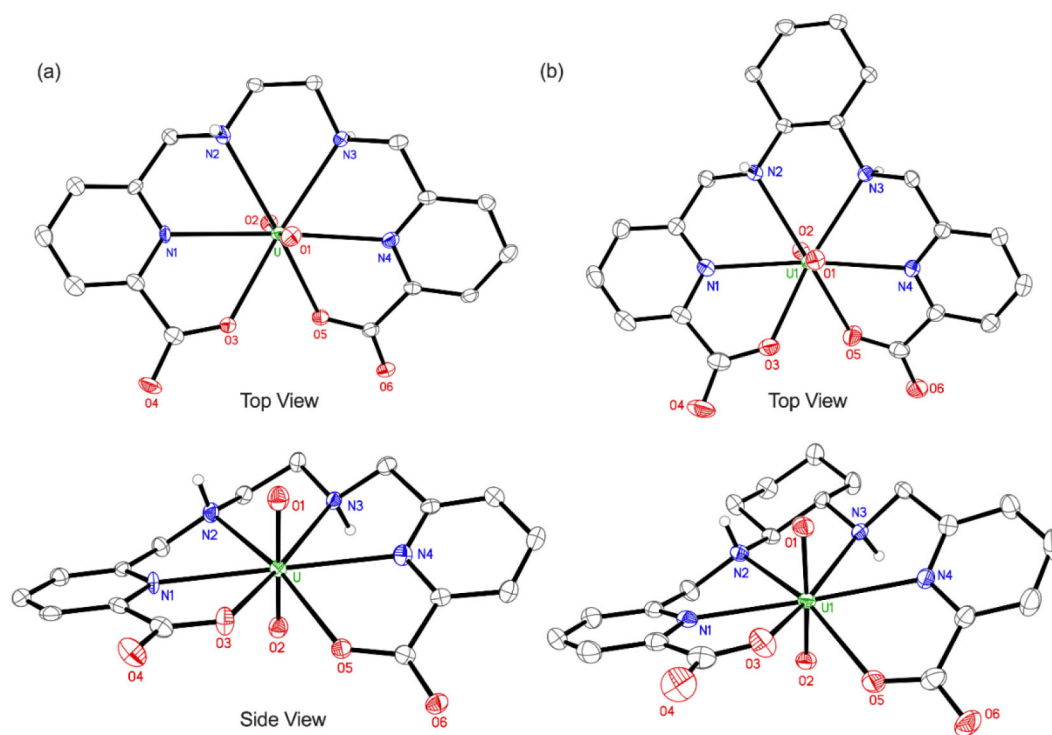 (a)
N2
N3
O2
N1
U
O1
N4
O3
O5
O4
O6
Top View
(b)
N2
N3
O2
N1
U1
O1
N4
O3
O5
O4
O6
Top View
O1
N2
N3
U
N4
N1
O3
O2
O4
O5
O6
Side View
O1
N3
N2
N4
U1
N1
O3
O2
O4
O5
O6